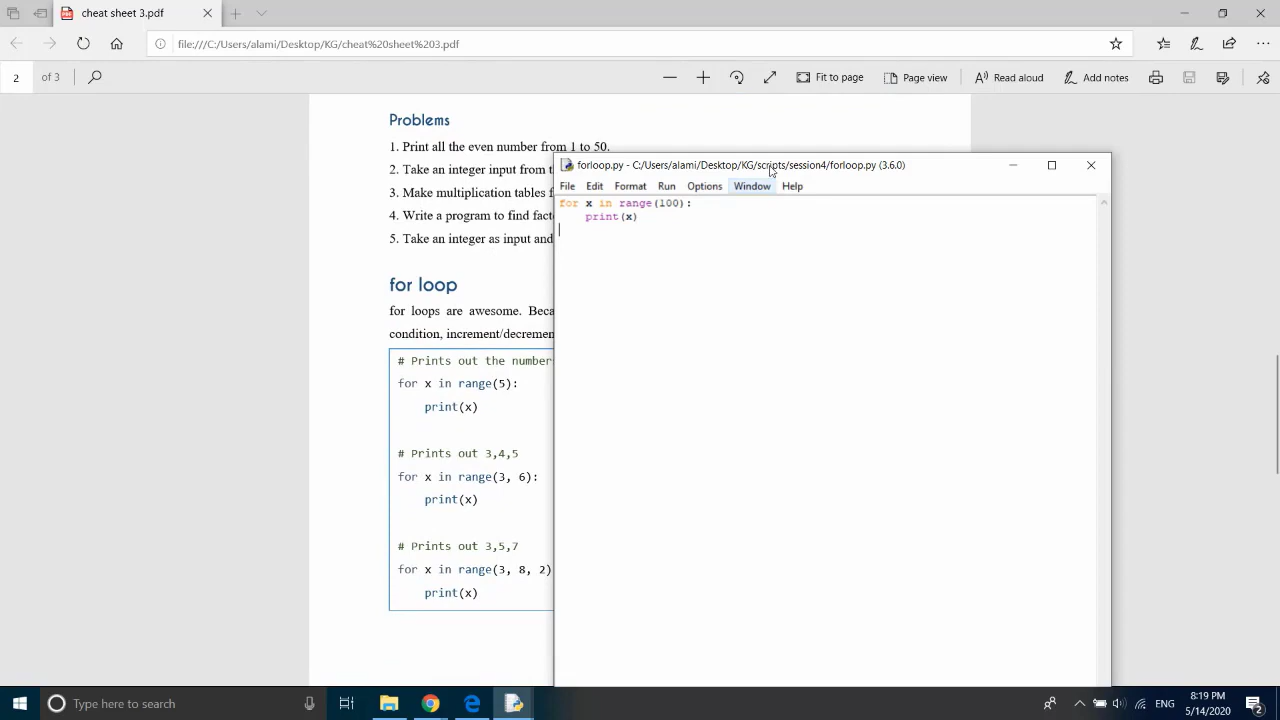 cheat sheet 3.pdf
file:///C:/Users/alami/Desktop/KG/cheat%20sheet%203.pdf
2 of 3 Fit to page Page view Read aloud Add notes
Problems
1. Print all the even number from 1 to 50.
2. Take an integer input from t
3. Make multiplication tables f
4. Write a program to find fact
5. Take an integer as input and
for loop
for loops are awesome. Beca
condition, increment/decremen
# Prints out the number
for x in range(5):
print(x)
# Prints out 3,4,5
for x in range(3, 6):
print(x)
# Prints out 3,5,7
for x in range(3, 8, 2)
print(x)
forloop.py - C:/Users/alami/Desktop/KG/scripts/session4/forloop.py (3.6.0)
File Edit Format Run Options Window Help
for x in range(100):
print(x)
Type here to search
ENG
8:19 PM
5/14/2020
2